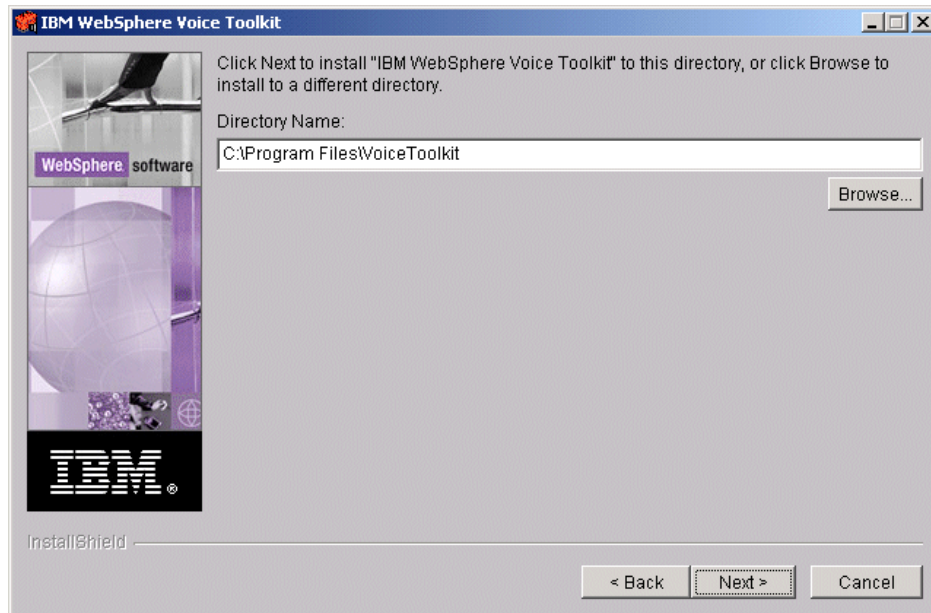 IBM WebSphere Voice Toolkit
Click Next to install "IBM WebSphere Voice Toolkit" to this directory, or click Browse to
install to a different directory.
Directory Name:
C:\Program Files\VoiceToolkit
Browse...
WebSphere. software
IBM®
InstallShield
< Back
Next >
Cancel